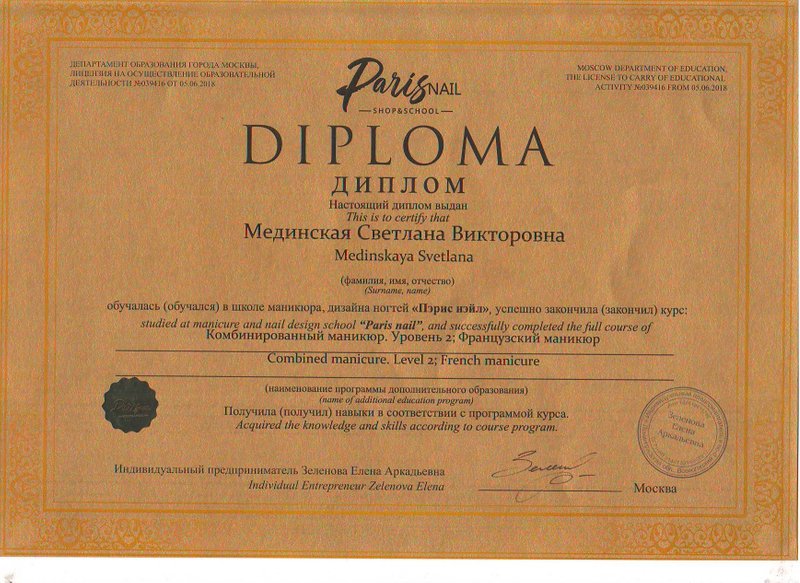 ДЕПАРТАМЕНТ ОБРАЗОВАНИЯ ГОРОДА МОСКВЫ,
ЛИЦЕНЗИЯ НА ОСУЩЕСТВЛЕНИЕ ОБРАЗОВАТЕЛЬНОЙ
ДЕЯТЕЛЬНОСТИ №039416 ОТ 05.06.2018
MOSCOW DEPARTMENT OF EDUCATION,
THE LICENSE TO CARRY OF EDUCATIONAL
ACTIVITY №039416 FROM 05.06.2018
Paris NAIL
SHOP&SCHOOL
DIPLOMA
ДИПЛОМ
Настоящий диплом выдан
This is to certify that
Мединская Светлана Викторовна
Medinskaya Svetlana
(фамилия, имя, отчество)
(Surname, name)
обучалась (обучался) в школе маникюра, дизайна ногтей «Пэрис нэйл», успешно закончила (закончил) курс:
studied at manicure and nail design school "Paris nail", and successfully completed the full course of
Комбинированный маникюр. Уровень 2; Французский маникюр
Combined manicure. Level 2; French manicure
(наименование программы дополнительного образования)
(name of additional education program)
Получила (получил) навыки в соответствии с программой курса.
Acquired the knowledge and skills according to course program.
Зеленова
Елена
Аркадьевна
Индивидуальный предприниматель Зеленова Елена Аркадьевна
Individual Entrepreneur Zelenova Elena
Москва